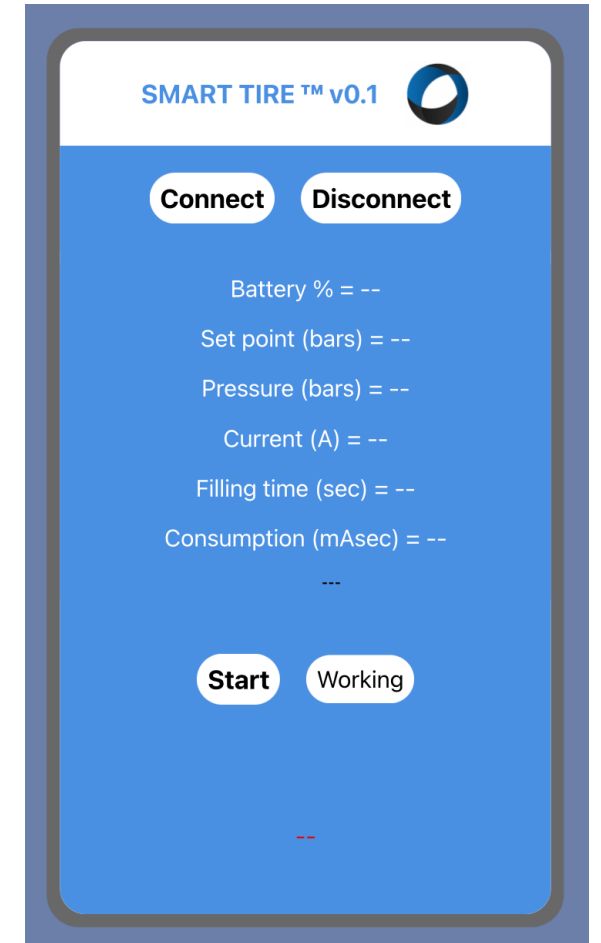 SMART TIRE ™ v0.1
Connect Disconnect
Battery % = --
Set point (bars) = --
Pressure (bars) = --
Current (A) = --
Filling time (sec) = --
Consumption (mAsec) = --
---
Start Working
--